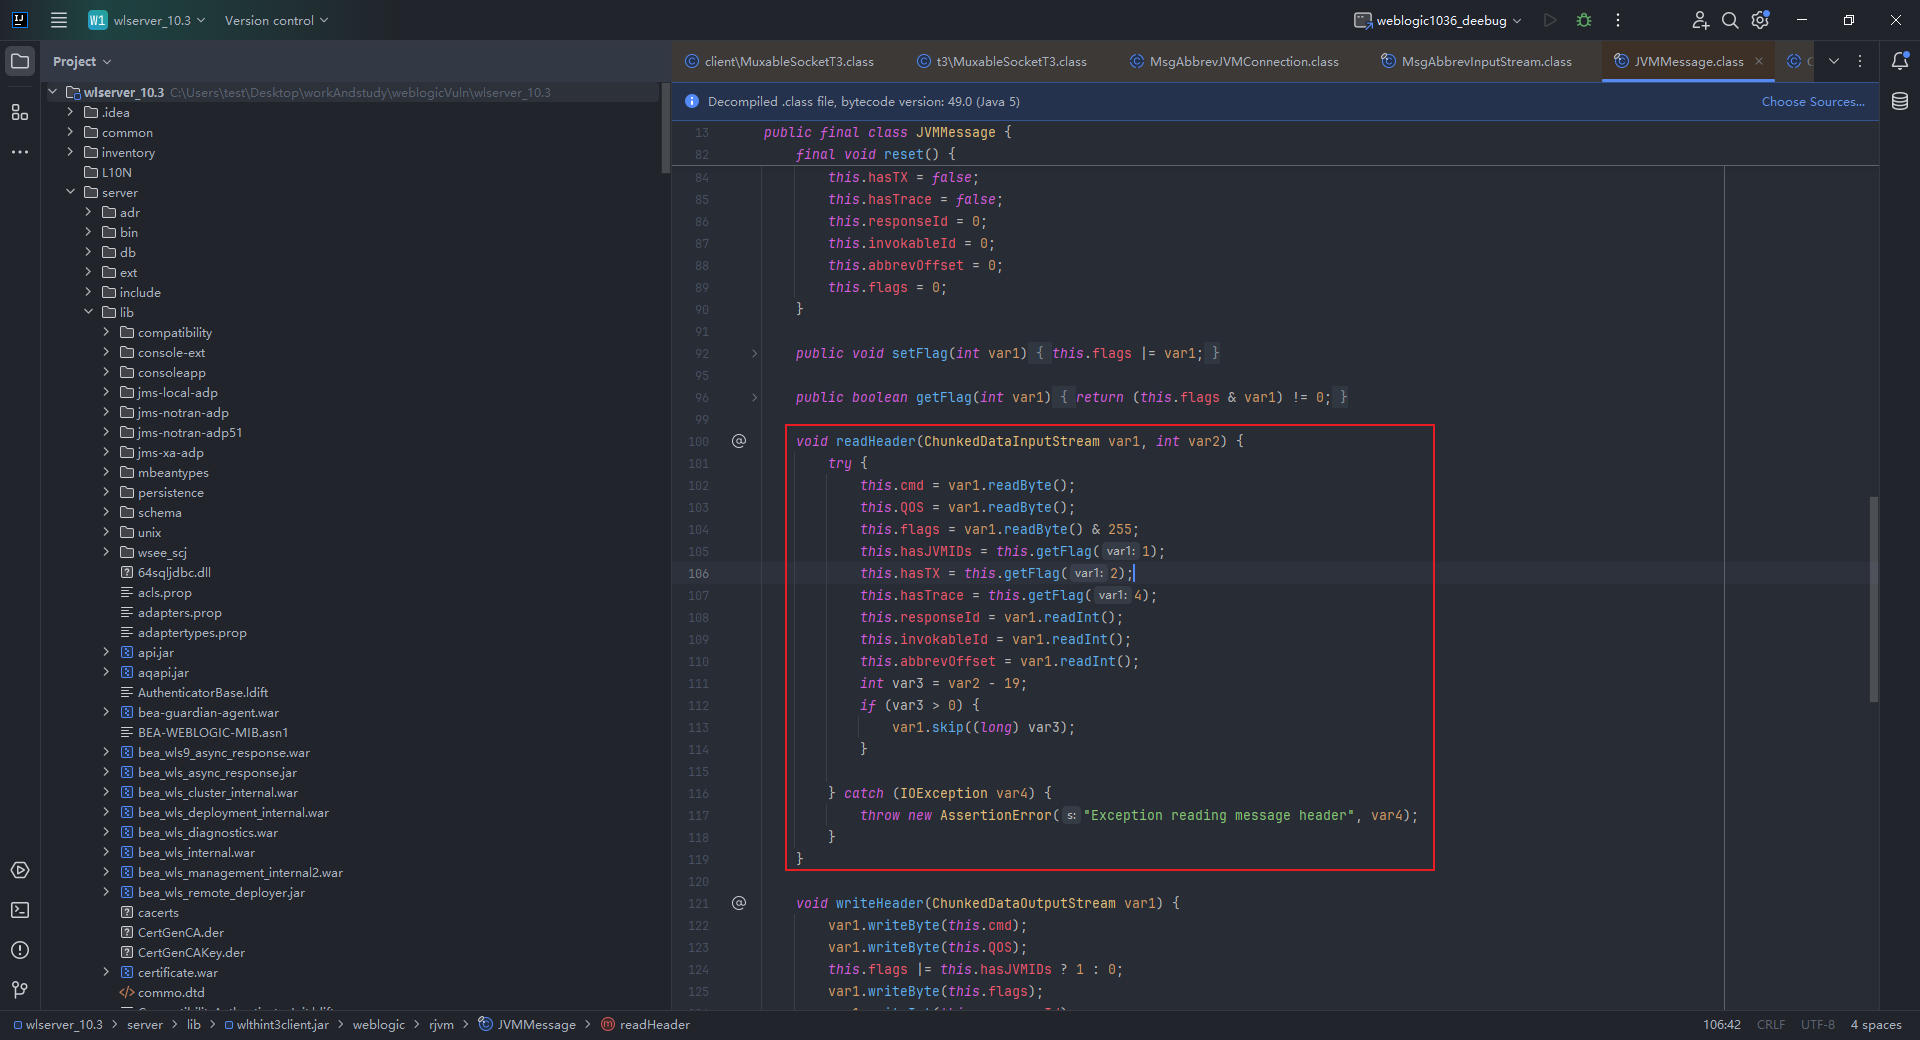 W1 wlserver_10.3 Version control weblogic1036_deebug
Project
wlserver_10.3 C:\Users\test\Desktop\workAndstudy\weblogicVuln\wlserver_10.3
.idea
common
inventory
L10N
server
adr
bin
db
ext
include
lib
compatibility
console-ext
consoleapp
jms-local-adp
jms-notran-adp
jms-notran-adp51
jms-xa-adp
mbeantypes
persistence
schema
unix
wsee_scj
64sqljdbc.dll
acls.prop
adapters.prop
adaptertypes.prop
api.jar
aqapi.jar
AuthenticatorBase.ldift
bea-guardian-agent.war
BEA-WEBLOGIC-MIB.asn1
bea_wls9_async_response.war
bea_wls_async_response.jar
bea_wls_cluster_internal.war
bea_wls_deployment_internal.war
bea_wls_diagnostics.war
bea_wls_internal.war
bea_wls_management_internal2.war
bea_wls_remote_deployer.jar
cacerts
CertGenCA.der
CertGenCAKey.der
certificate.war
commo.dtd
client\MuxableSocketT3.class t3\MuxableSocketT3.class MsgAbbrevJVMConnection.class MsgAbbrevInputStream.class JVMMessage.class
Decompiled .class file, bytecode version: 49.0 (Java 5) Choose Sources...
13 public final class JVMMessage {
82 final void reset() {
84 this.hasTX = false;
85 this.hasTrace = false;
86 this.responseId = 0;
87 this.invokableId = 0;
88 this.abbrevOffset = 0;
89 this.flags = 0;
90 }
91
92 public void setFlag(int var1) { this.flags |= var1; }
95
96 public boolean getFlag(int var1) { return (this.flags & var1) != 0; }
99
100 @ void readHeader(ChunkedDataInputStream var1, int var2) {
101 try {
102 this.cmd = var1.readByte();
103 this.QOS = var1.readByte();
104 this.flags = var1.readByte() & 255;
105 this.hasJVMIDs = this.getFlag( var1: 1);
106 this.hasTX = this.getFlag( var1: 2);
107 this.hasTrace = this.getFlag( var1: 4);
108 this.responseId = var1.readInt();
109 this.invokableId = var1.readInt();
110 this.abbrevOffset = var1.readInt();
111 int var3 = var2 - 19;
112 if (var3 > 0) {
113 var1.skip((long) var3);
114 }
115
116 } catch (IOException var4) {
117 throw new AssertionError( s: "Exception reading message header", var4);
118 }
119 }
120
121 @ void writeHeader(ChunkedDataOutputStream var1) {
122 var1.writeByte(this.cmd);
123 var1.writeByte(this.QOS);
124 this.flags |= this.hasJVMIDs ? 1 : 0;
125 var1.writeByte(this.flags);
wlserver_10.3 > server > lib > wlthint3client.jar > weblogic > rjvm > JVMMessage > readHeader 106:42 CRLF UTF-8 4 spaces